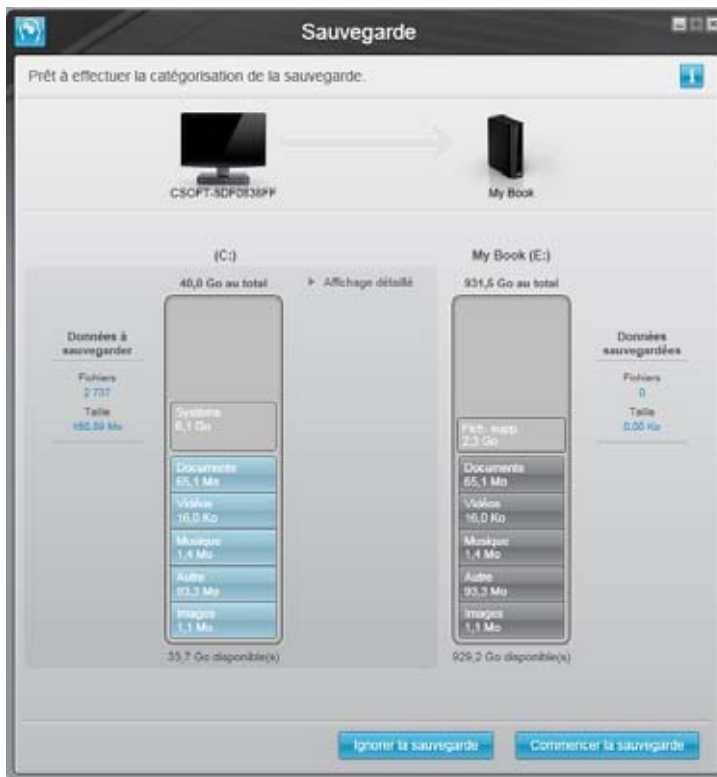 Sauvegarde
Prêt à effectuer la catégorisation de la sauvegarde.
My Book
(C:)
40,0 Go au total
Affichage détaillé
Données à
sauvegarder
Fichiers
2 737
Taille
Système
6,1 Go
Documents
65,1 Mo
Vidéos
16,0 Ko
Musique
1,4 Mo
Autre
93,3 Mo
Images
1,1 Mo
33,7 Go disponible(s)
My Book (E:)
931,5 Go au total
Fich. supp.
2,3 Go
Documents
65,1 Mo
Vidéos
16,0 Ko
Musique
1,4 Mo
Autre
93,3 Mo
Images
1,1 Mo
929,2 Go disponible(s)
Données
sauvegardées
Fichiers
0
Taille
0,00 Ko
Ignorer la sauvegarde
Commencer la sauvegarde